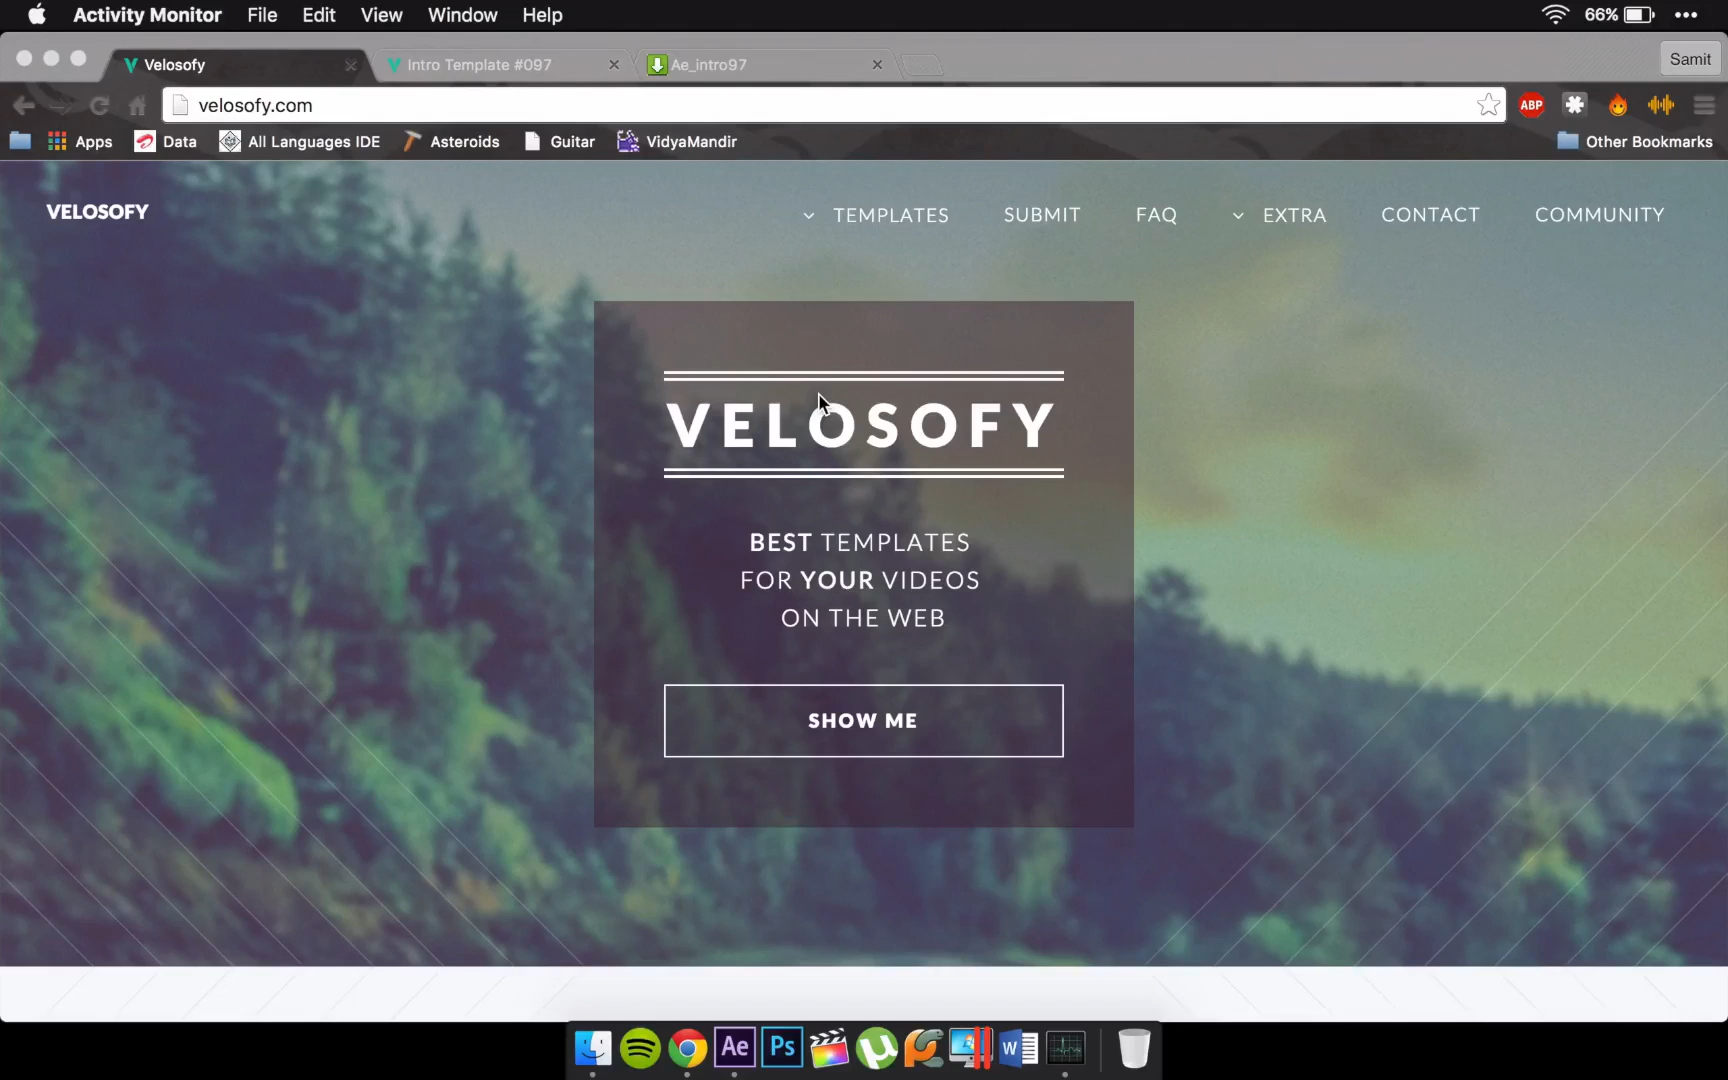 Activity Monitor File Edit View Window Help 66%
Velosofy Intro Template #097 Ae_intro97 Samit
velosofy.com ABP
Apps Data All Languages IDE Asteroids Guitar VidyaMandir Other Bookmarks
VELOSOFY TEMPLATES SUBMIT FAQ EXTRA CONTACT COMMUNITY
VELOSOFY
BEST TEMPLATES
FOR YOUR VIDEOS
ON THE WEB
SHOW ME
Ae Ps W